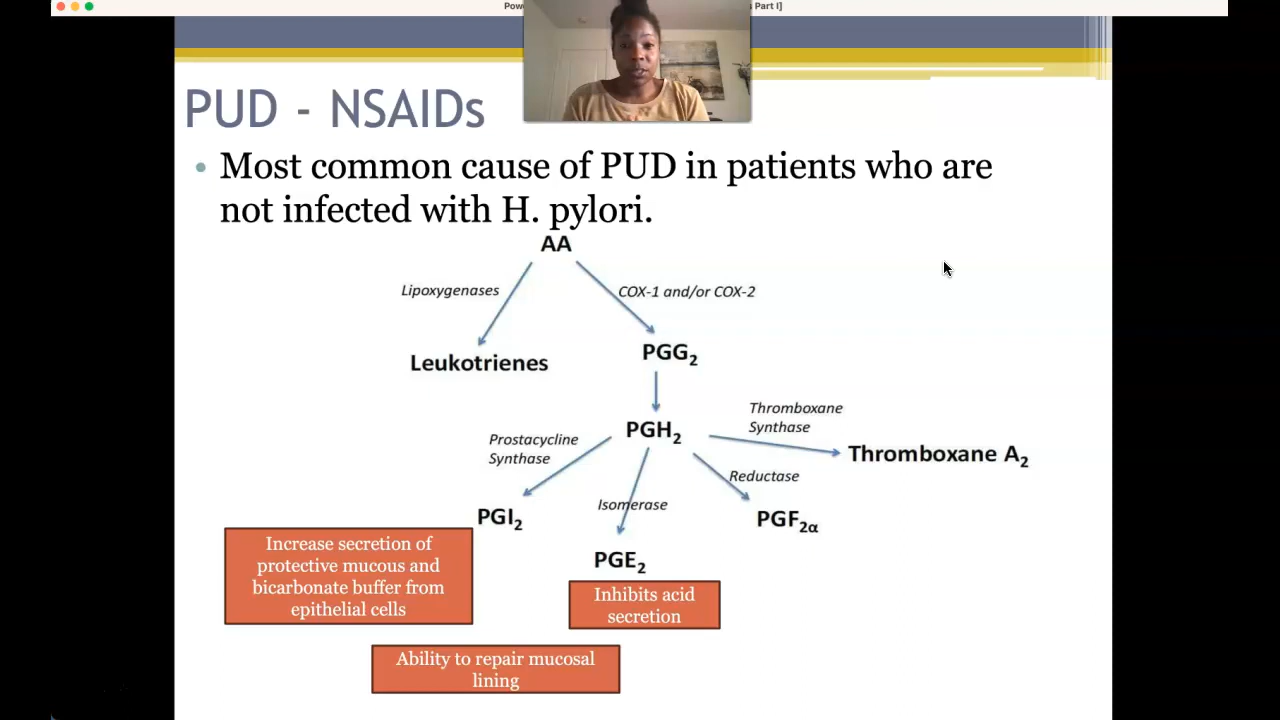 Pow
s Part I]
PUD - NSAIDs
• Most common cause of PUD in patients who are
not infected with H. pylori.
AA
Lipoxygenases
COX-1 and/or COX-2
Leukotrienes
PGG₂
Thromboxane
Synthase
PGH₂
Prostacycline
Synthase
Thromboxane A₂
Reductase
Isomerase
PGI₂
PGF₂α
PGE₂
Increase secretion of
protective mucous and
bicarbonate buffer from
epithelial cells
Inhibits acid
secretion
Ability to repair mucosal
lining